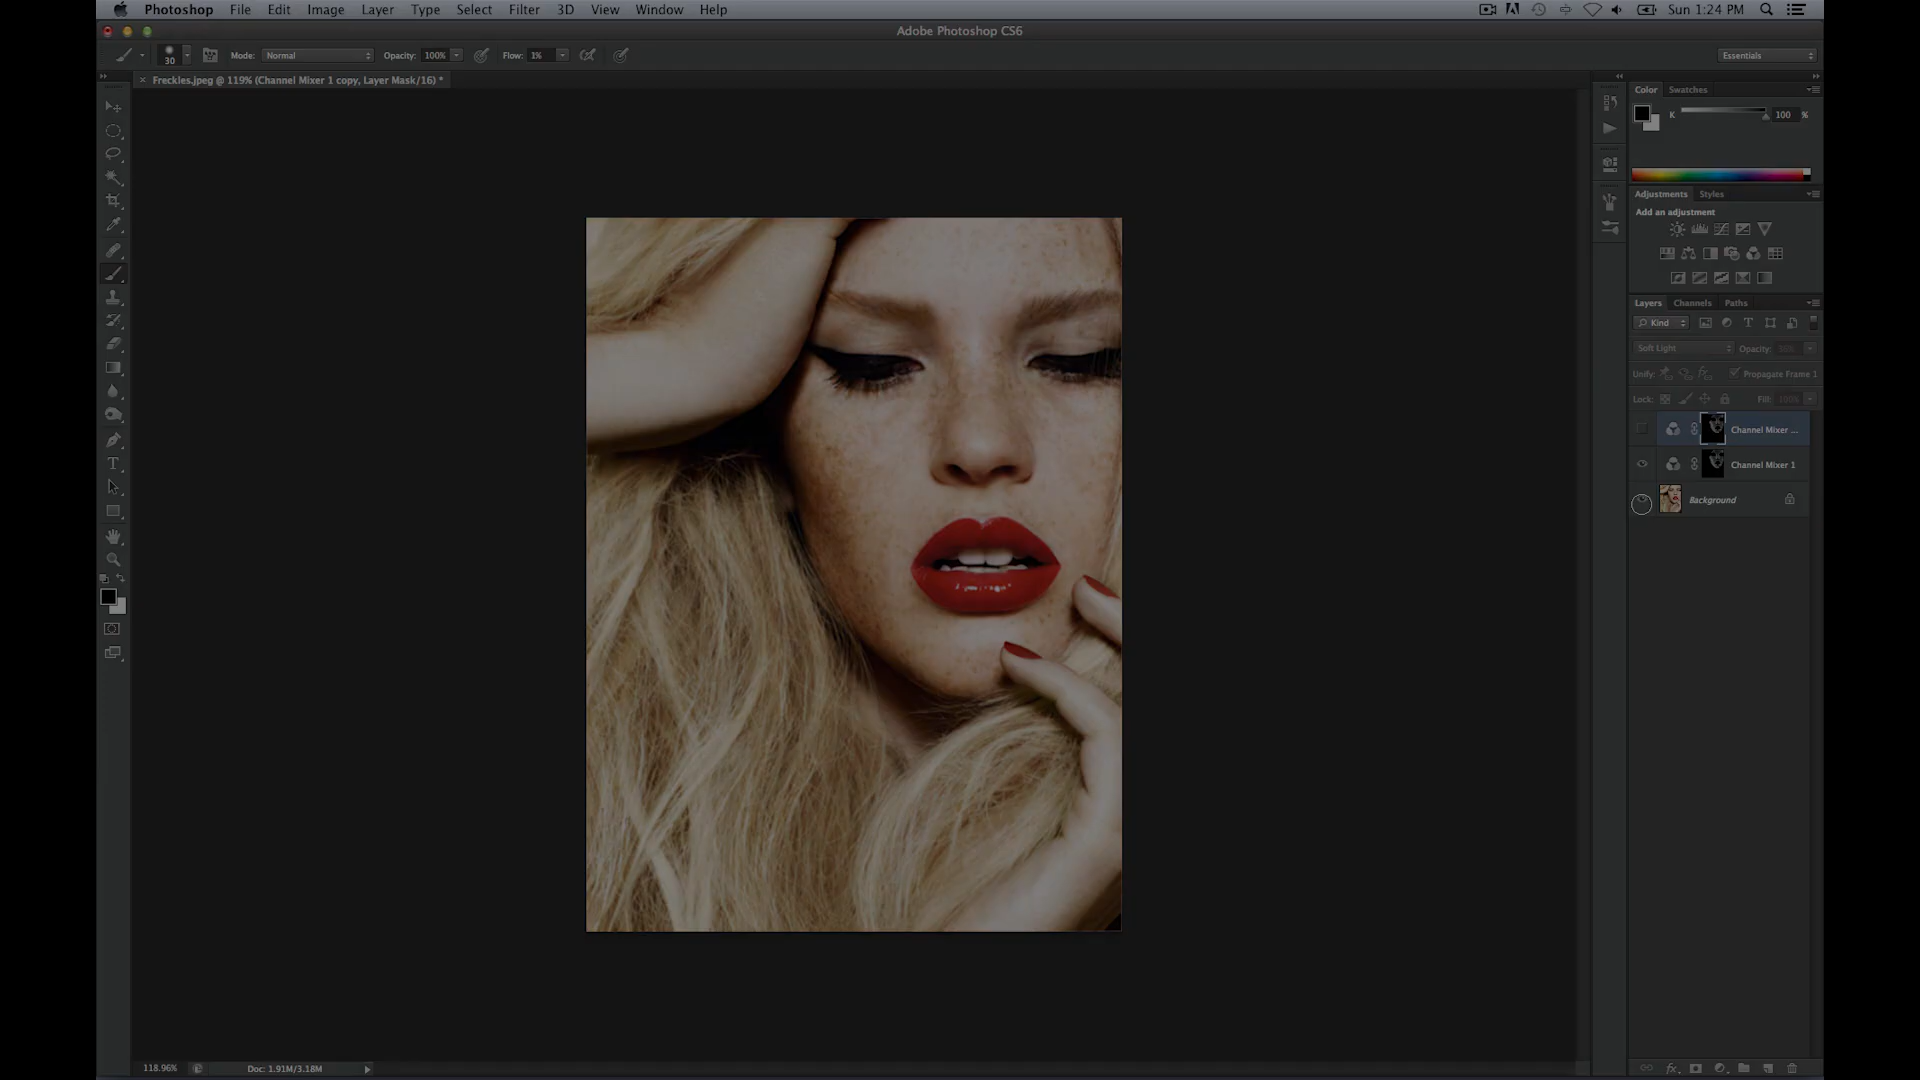 Photoshop File Edit Image Layer Type Select Filter 3D View Window Help Sun 1:24 PM
Adobe Photoshop CS6
30 Mode: Normal Opacity: 100% Flow: 1% Essentials
Freckles.jpeg @ 119% (Channel Mixer 1 copy, Layer Mask/16) *
Color Swatches
K 100 %
Adjustments Styles
Add an adjustment
Layers Channels Paths
Kind
Soft Light Opacity:
Unify: Propagate Frame 1
Lock: Fill: 100%
Channel Mixer ...
Channel Mixer 1
Background
118.96% Doc: 1.91M/3.18M